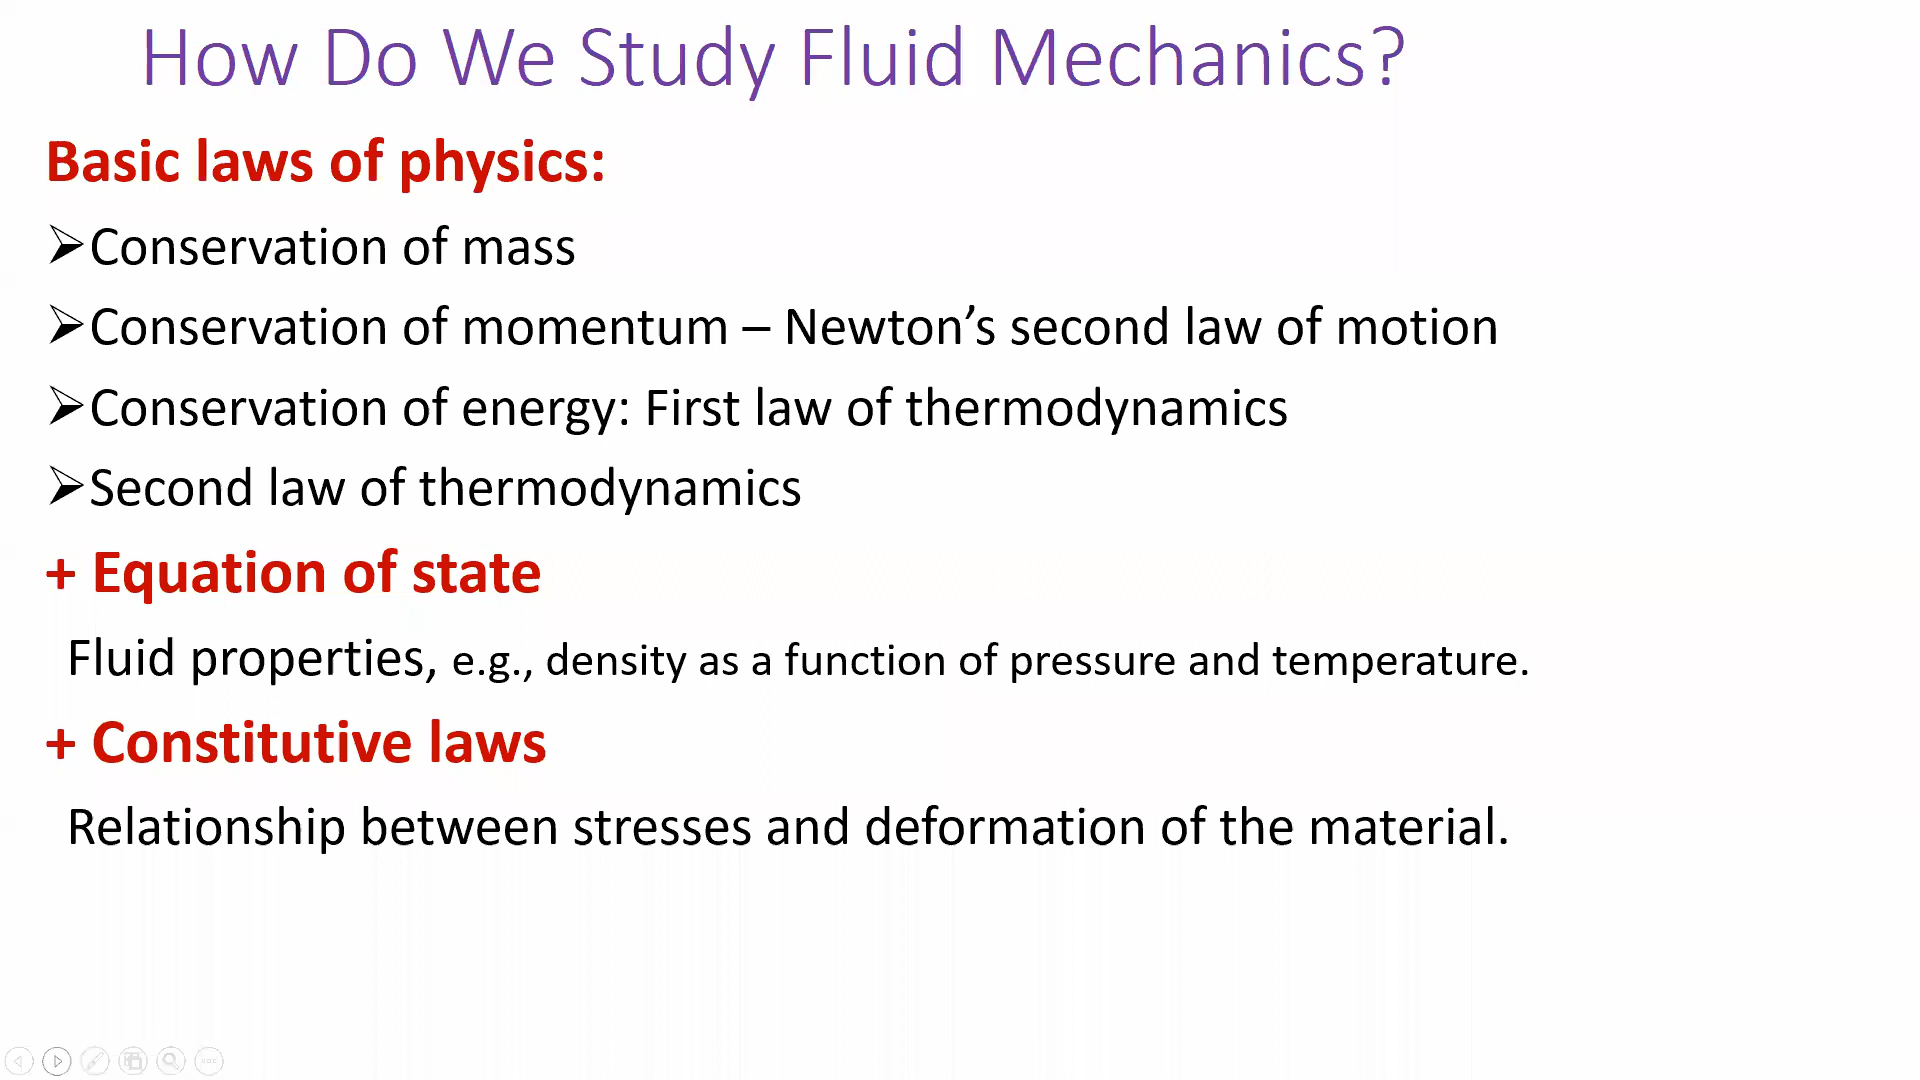 How Do We Study Fluid Mechanics?
Basic laws of physics:
➢Conservation of mass
➢Conservation of momentum – Newton’s second law of motion
➢Conservation of energy: First law of thermodynamics
➢Second law of thermodynamics
+ Equation of state
Fluid properties, e.g., density as a function of pressure and temperature.
+ Constitutive laws
Relationship between stresses and deformation of the material.